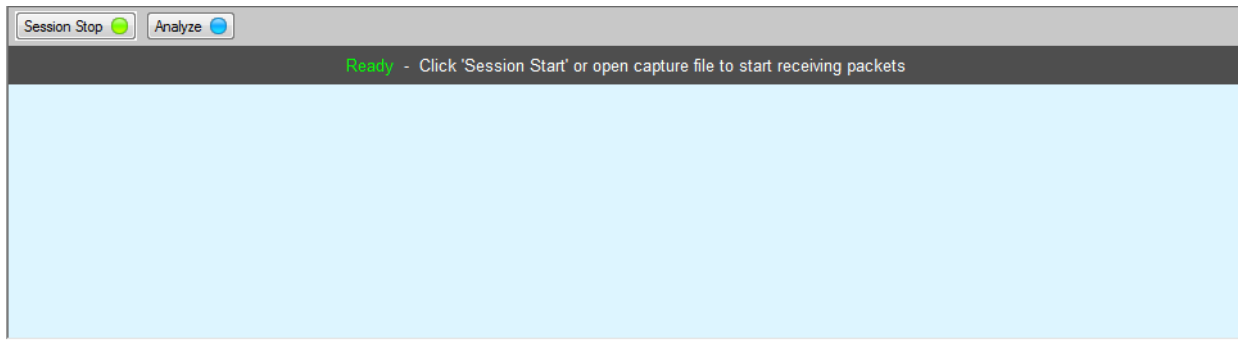 Session Stop Analyze
Ready - Click 'Session Start' or open capture file to start receiving packets